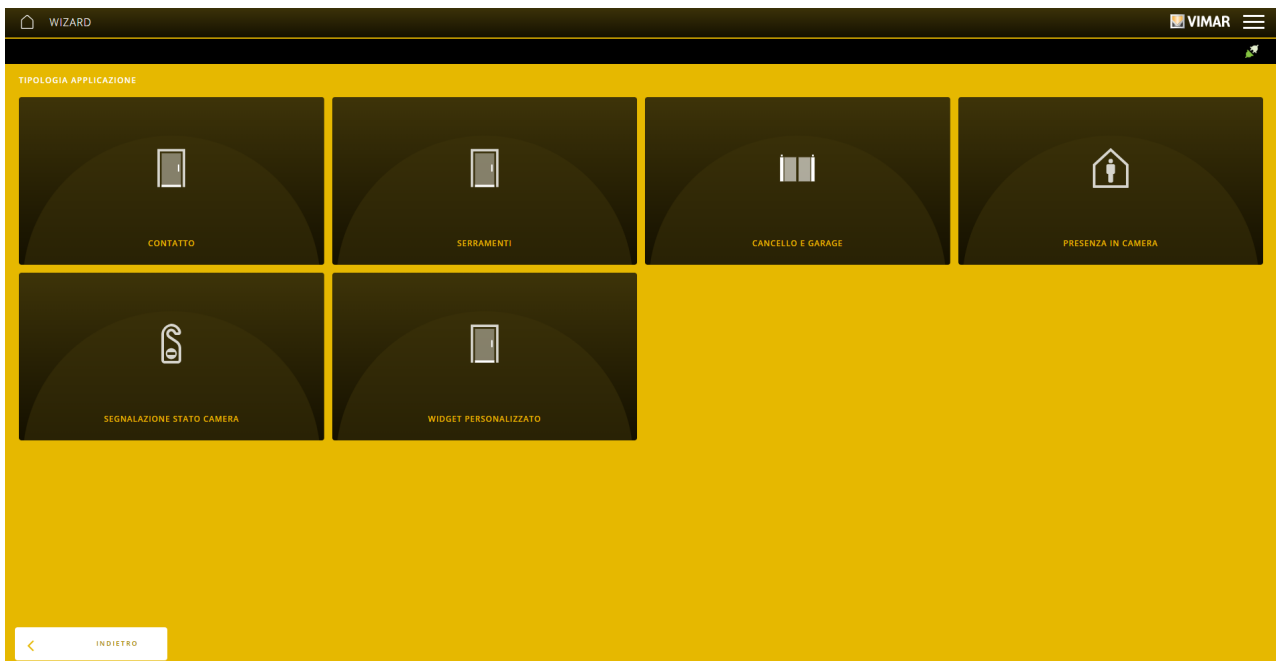 WIZARD
VIMAR
TIPOLOGIA APPLICAZIONE
CONTATTO
SERRAMENTI
CANCELLO E GARAGE
PRESENZA IN CAMERA
SEGNALAZIONE STATO CAMERA
WIDGET PERSONALIZZATO
INDIETRO